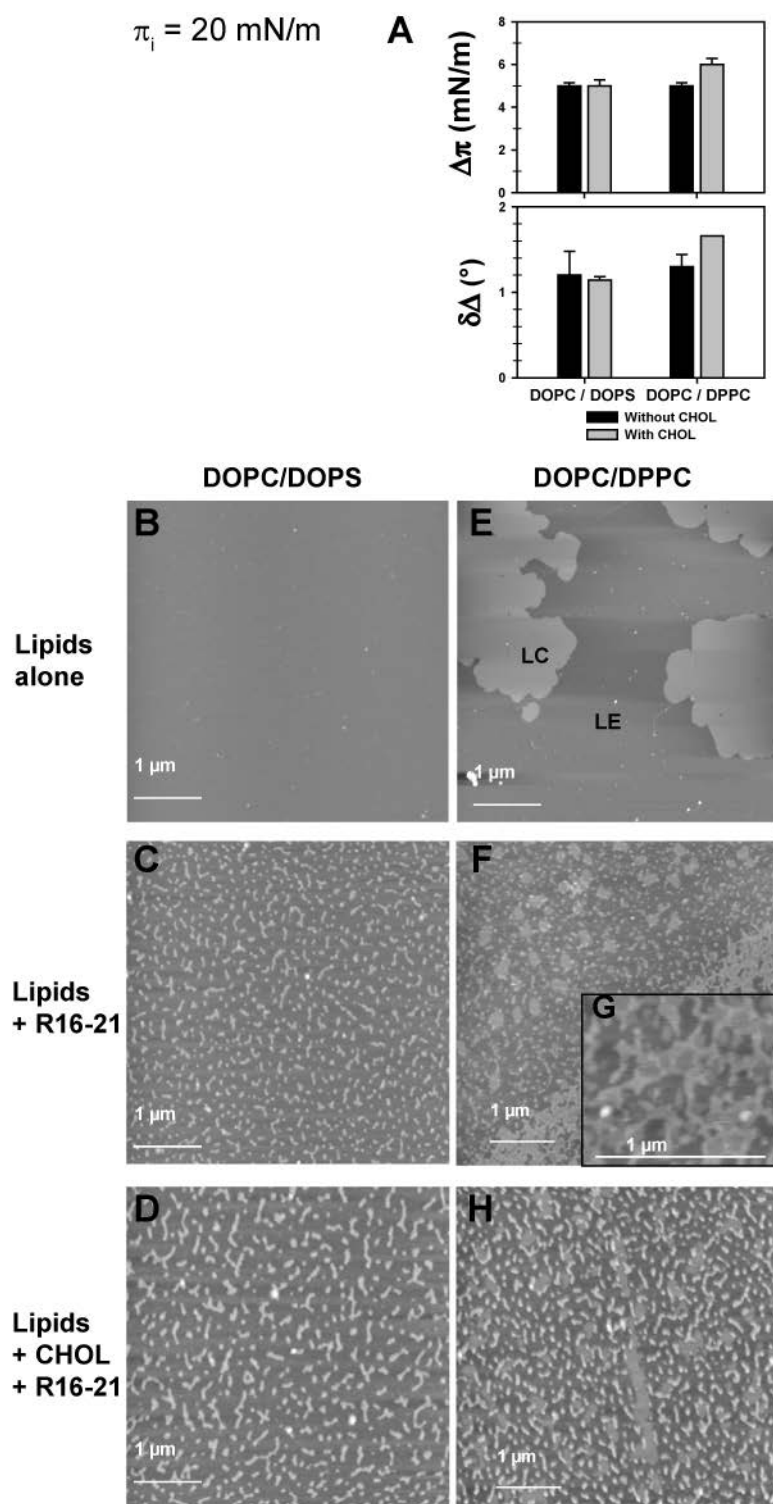 πi = 20 mN/m
A
8
6
4
2
0
Δπ (mN/m)
2
1
0
δΔ (°)
DOPC / DOPS DOPC / DPPC
Without CHOL
With CHOL
DOPC/DOPS DOPC/DPPC
B E
Lipids
alone
LC
LE
1 µm 1 µm
C F
Lipids
+ R16-21
G
1 µm 1 µm 1 µm
D H
Lipids
+ CHOL
+ R16-21
1 µm 1 µm